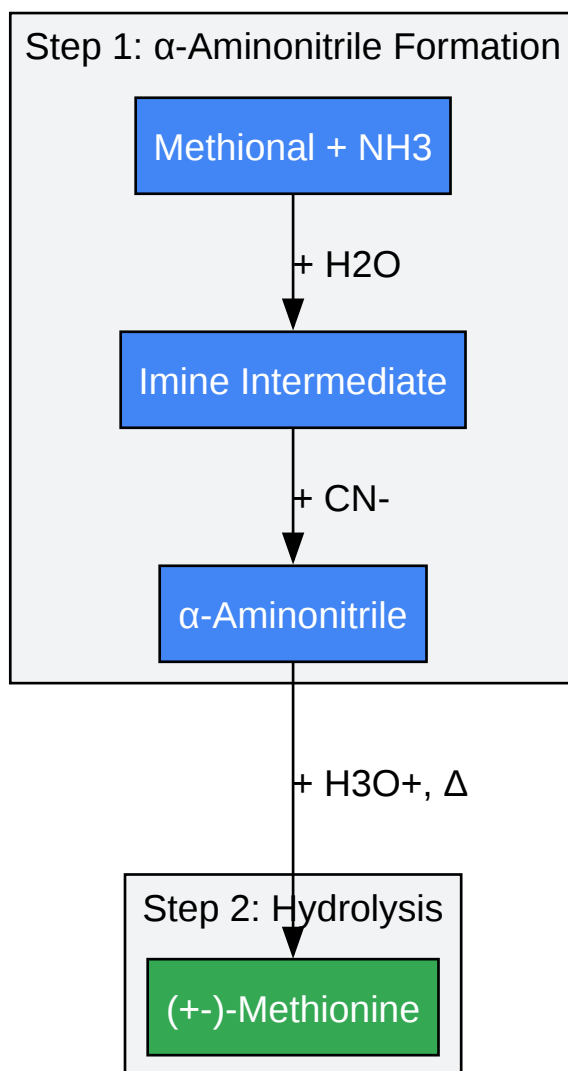 Step 1: α-Aminonitrile Formation
Methional + NH3
+ H2O
Imine Intermediate
+ CN-
α-Aminonitrile
+ H3O+, Δ
Step 2: Hydrolysis
(+-)-Methionine